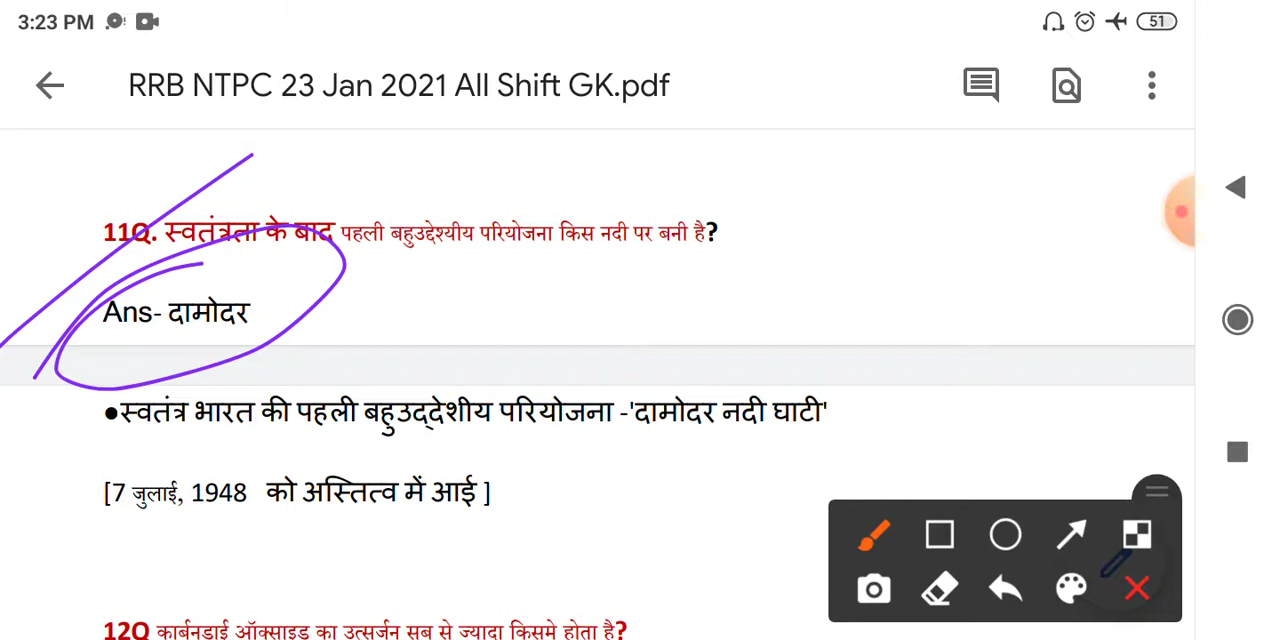 3:23 PM
51
RRB NTPC 23 Jan 2021 All Shift GK.pdf
11Q. स्वतंत्रता के बाद पहली बहुउद्देश्यीय परियोजना किस नदी पर बनी है?
Ans- दामोदर
●स्वतंत्र भारत की पहली बहुउद्देशीय परियोजना -'दामोदर नदी घाटी'
[7 जुलाई, 1948 को अस्तित्व में आई ]
12Q कार्बनडाई ऑक्साइड का उत्सर्जन सब से ज्यादा किसमे होता है?